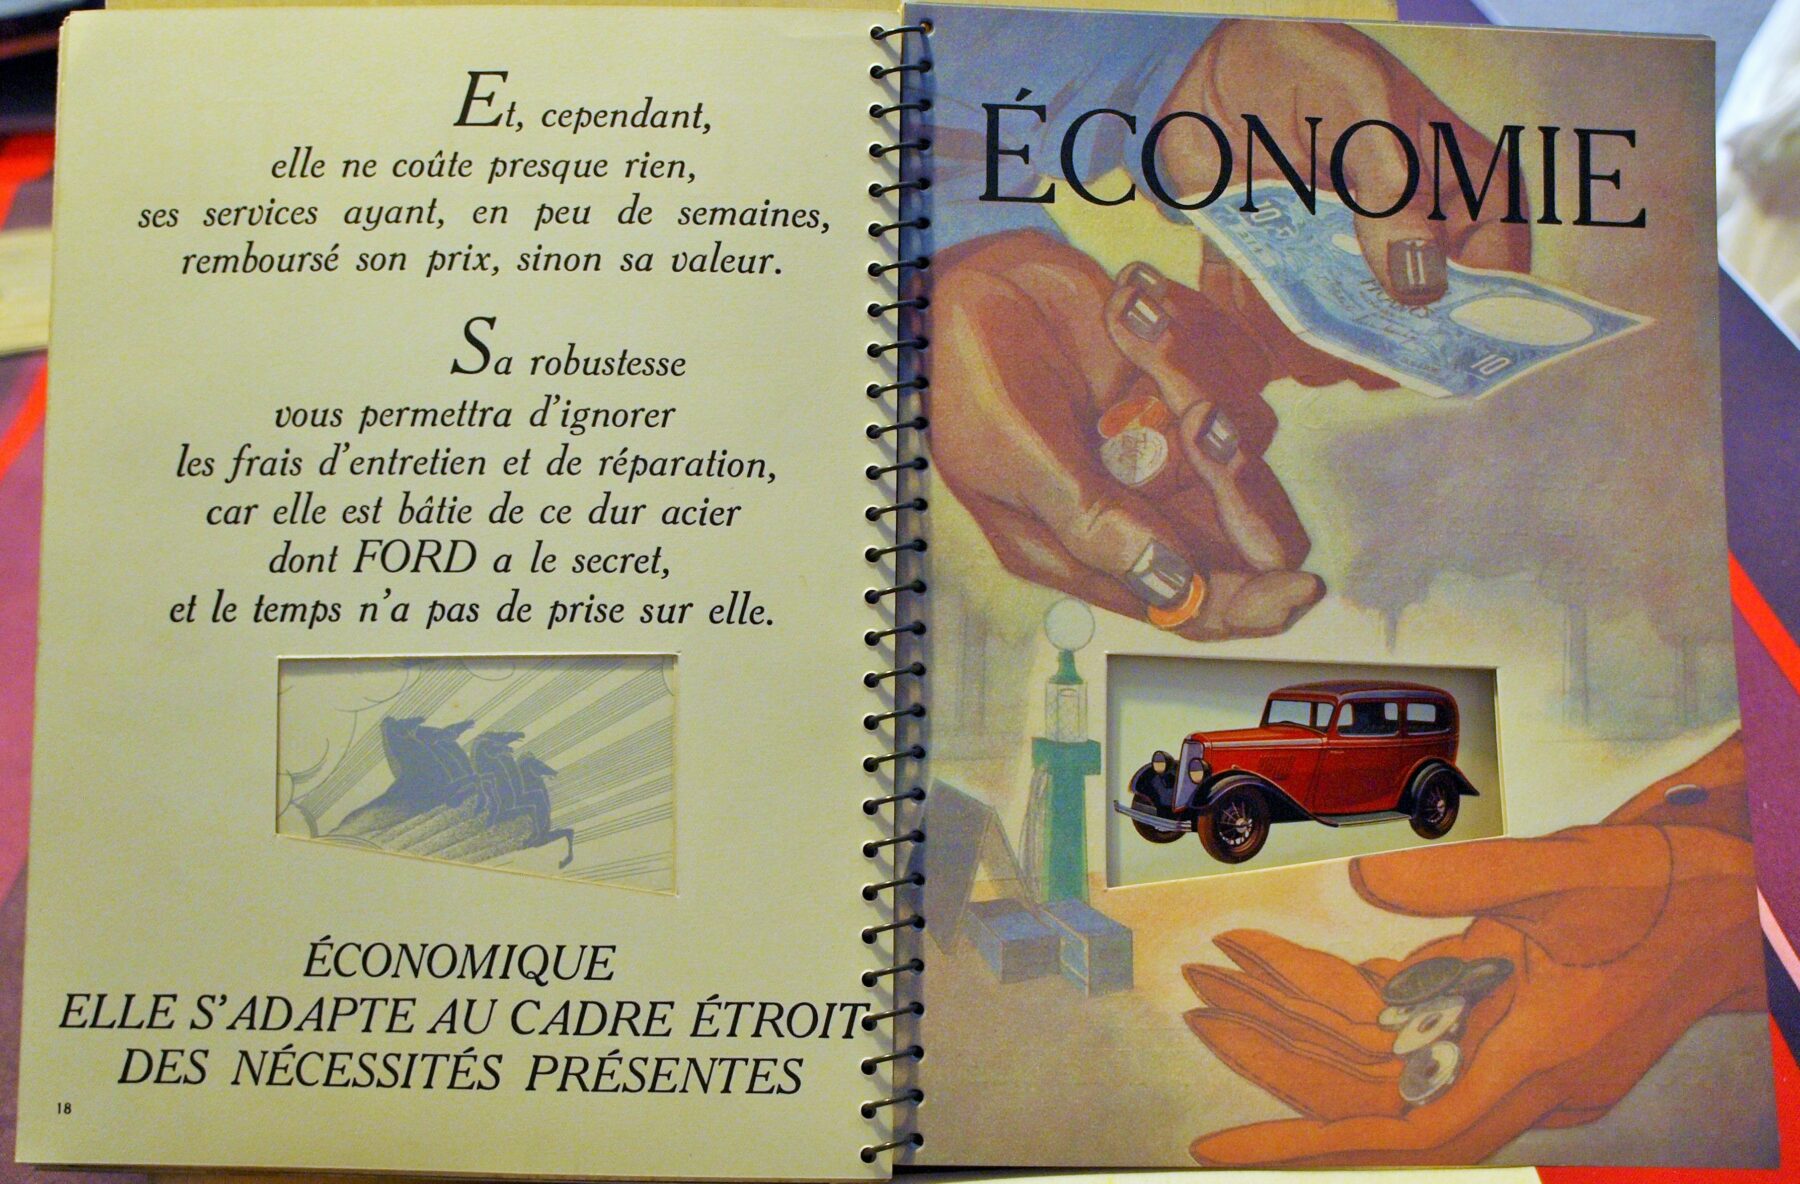 Et, cependant,
elle ne coûte presque rien,
ses services ayant, en peu de semaines,
remboursé son prix, sinon sa valeur.
Sa robustesse
vous permettra d'ignorer
les frais d'entretien et de réparation,
car elle est bâtie de ce dur acier
dont FORD a le secret,
et le temps n'a pas de prise sur elle.
ÉCONOMIQUE
ELLE S'ADAPTE AU CADRE ÉTROIT
DES NÉCESSITÉS PRÉSENTES
18
ÉCONOMIE
10
10